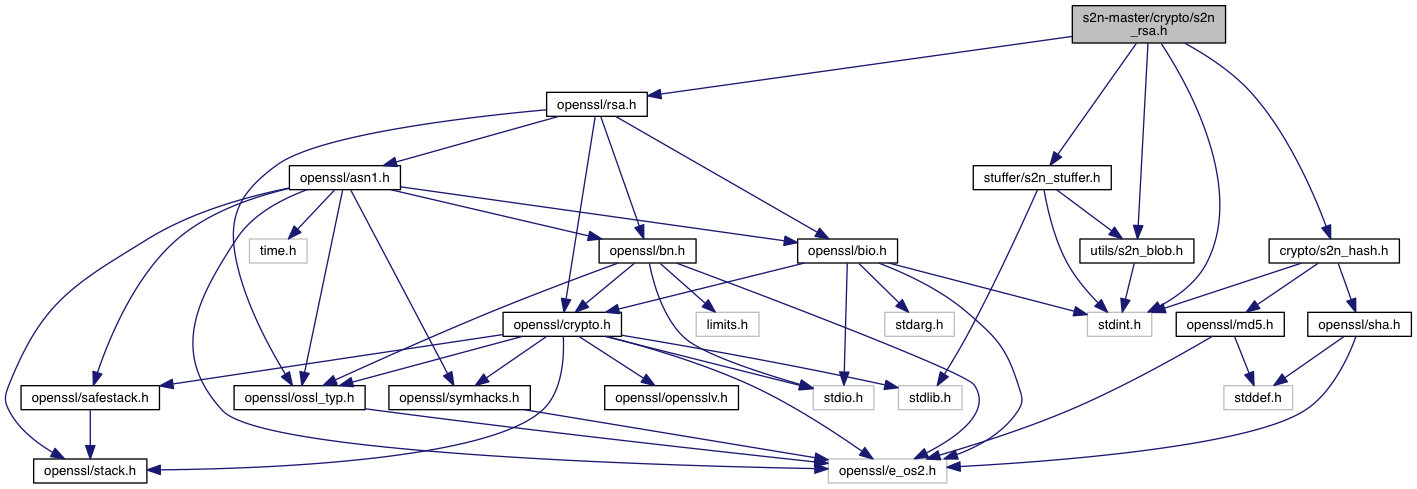 s2n-master/crypto/s2n
_rsa.h
openssl/rsa.h
openssl/asn1.h
stuffer/s2n_stuffer.h
time.h
openssl/bn.h
openssl/bio.h
utils/s2n_blob.h
crypto/s2n_hash.h
openssl/crypto.h
limits.h
stdarg.h
stdint.h
openssl/md5.h
openssl/sha.h
openssl/safestack.h
openssl/ossl_typ.h
openssl/symhacks.h
openssl/opensslv.h
stdio.h
stdlib.h
stddef.h
openssl/stack.h
openssl/e_os2.h